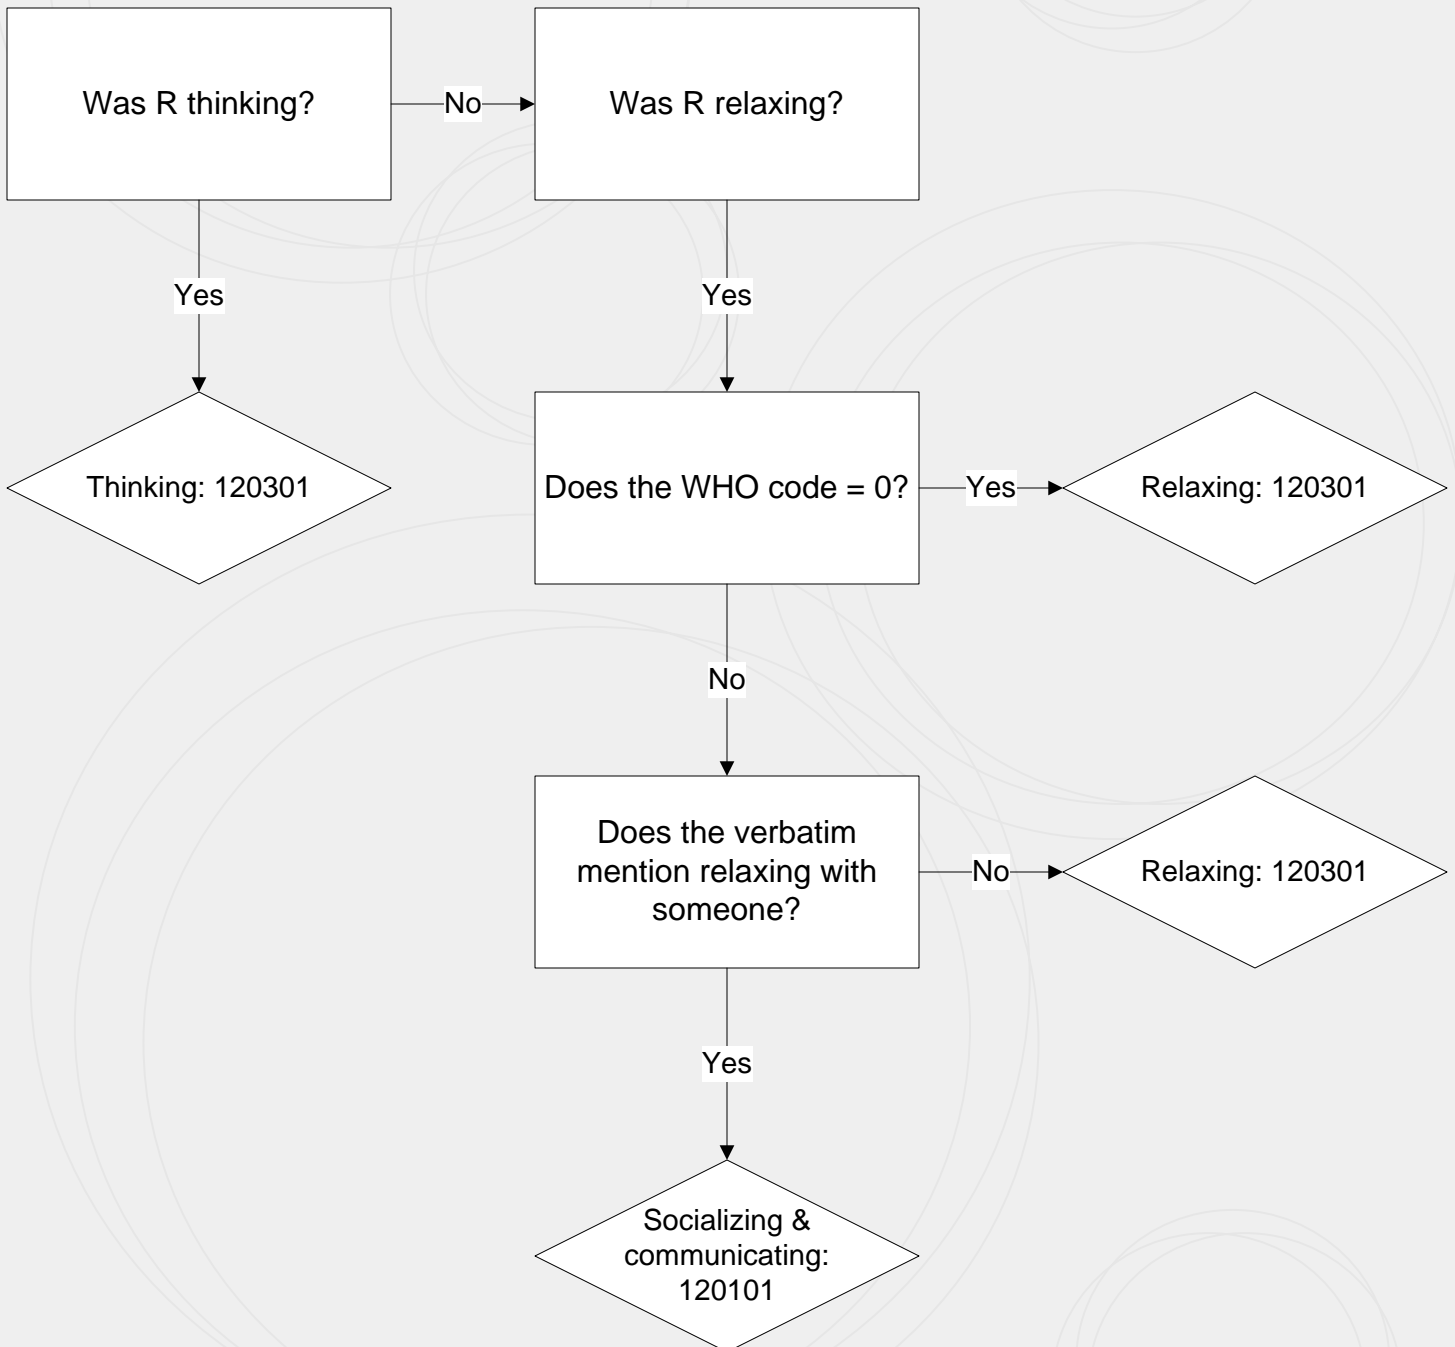 Was R thinking?
No
Was R relaxing?
Yes
Yes
Thinking: 120301
Does the WHO code = 0?
Yes
Relaxing: 120301
No
Does the verbatim
mention relaxing with
someone?
No
Relaxing: 120301
Yes
Socializing &
communicating:
120101